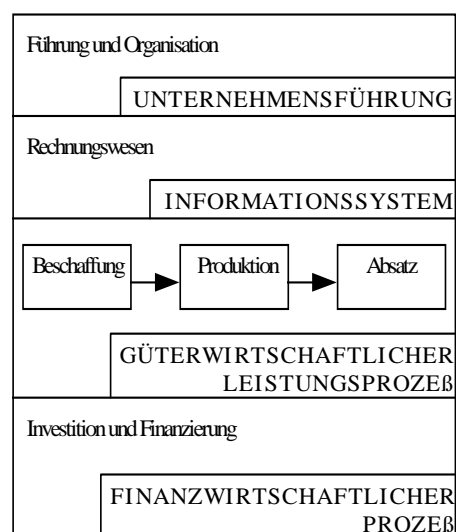 Führung und Organisation
UNTERNEHMENSFÜHRUNG
Rechnungswesen
INFORMATIONSSYSTEM
Beschaffung Produktion Absatz
GÜTERWIRTSCHAFTLICHER
LEISTUNGSPROZEß
Investition und Finanzierung
FINANZWIRTSCHAFTLICHER
PROZEß